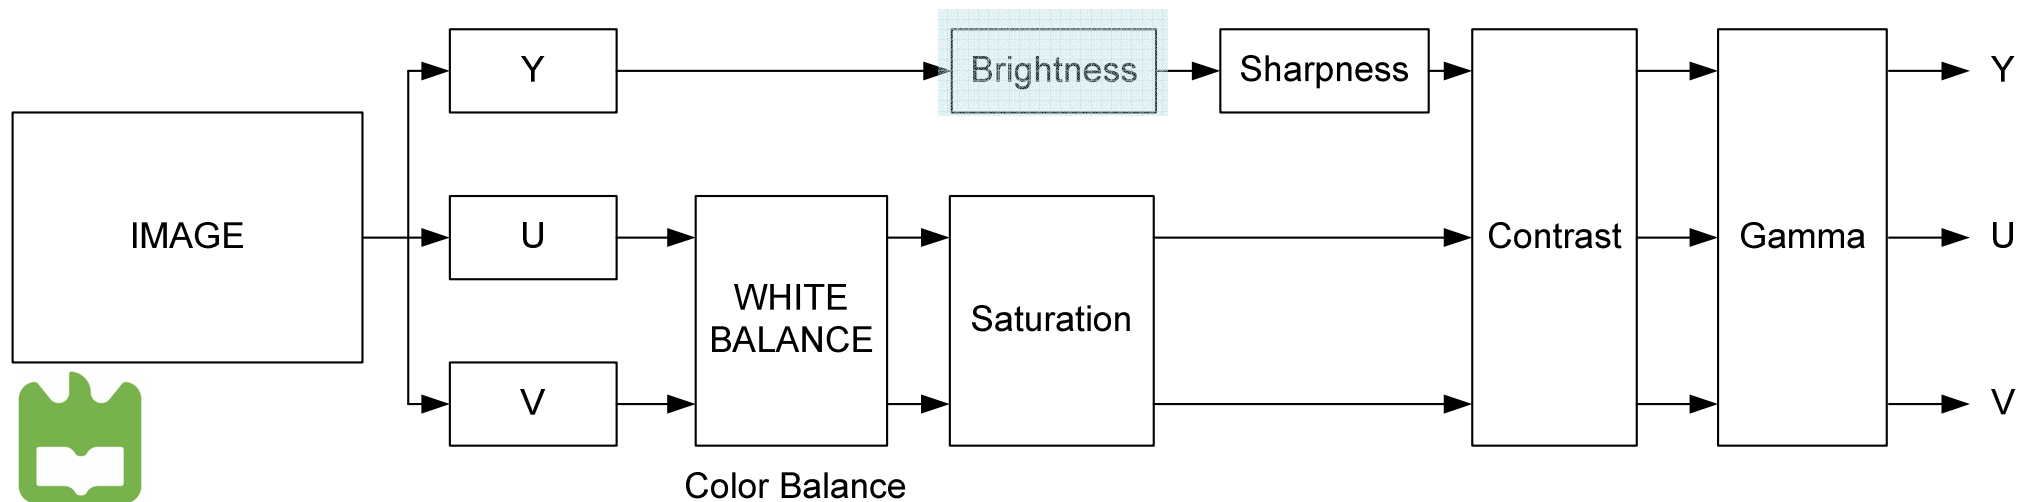 Y
Brightness
Sharpness
Y
IMAGE
U
WHITE
BALANCE
Saturation
Contrast
Gamma
U
V
V
Color Balance